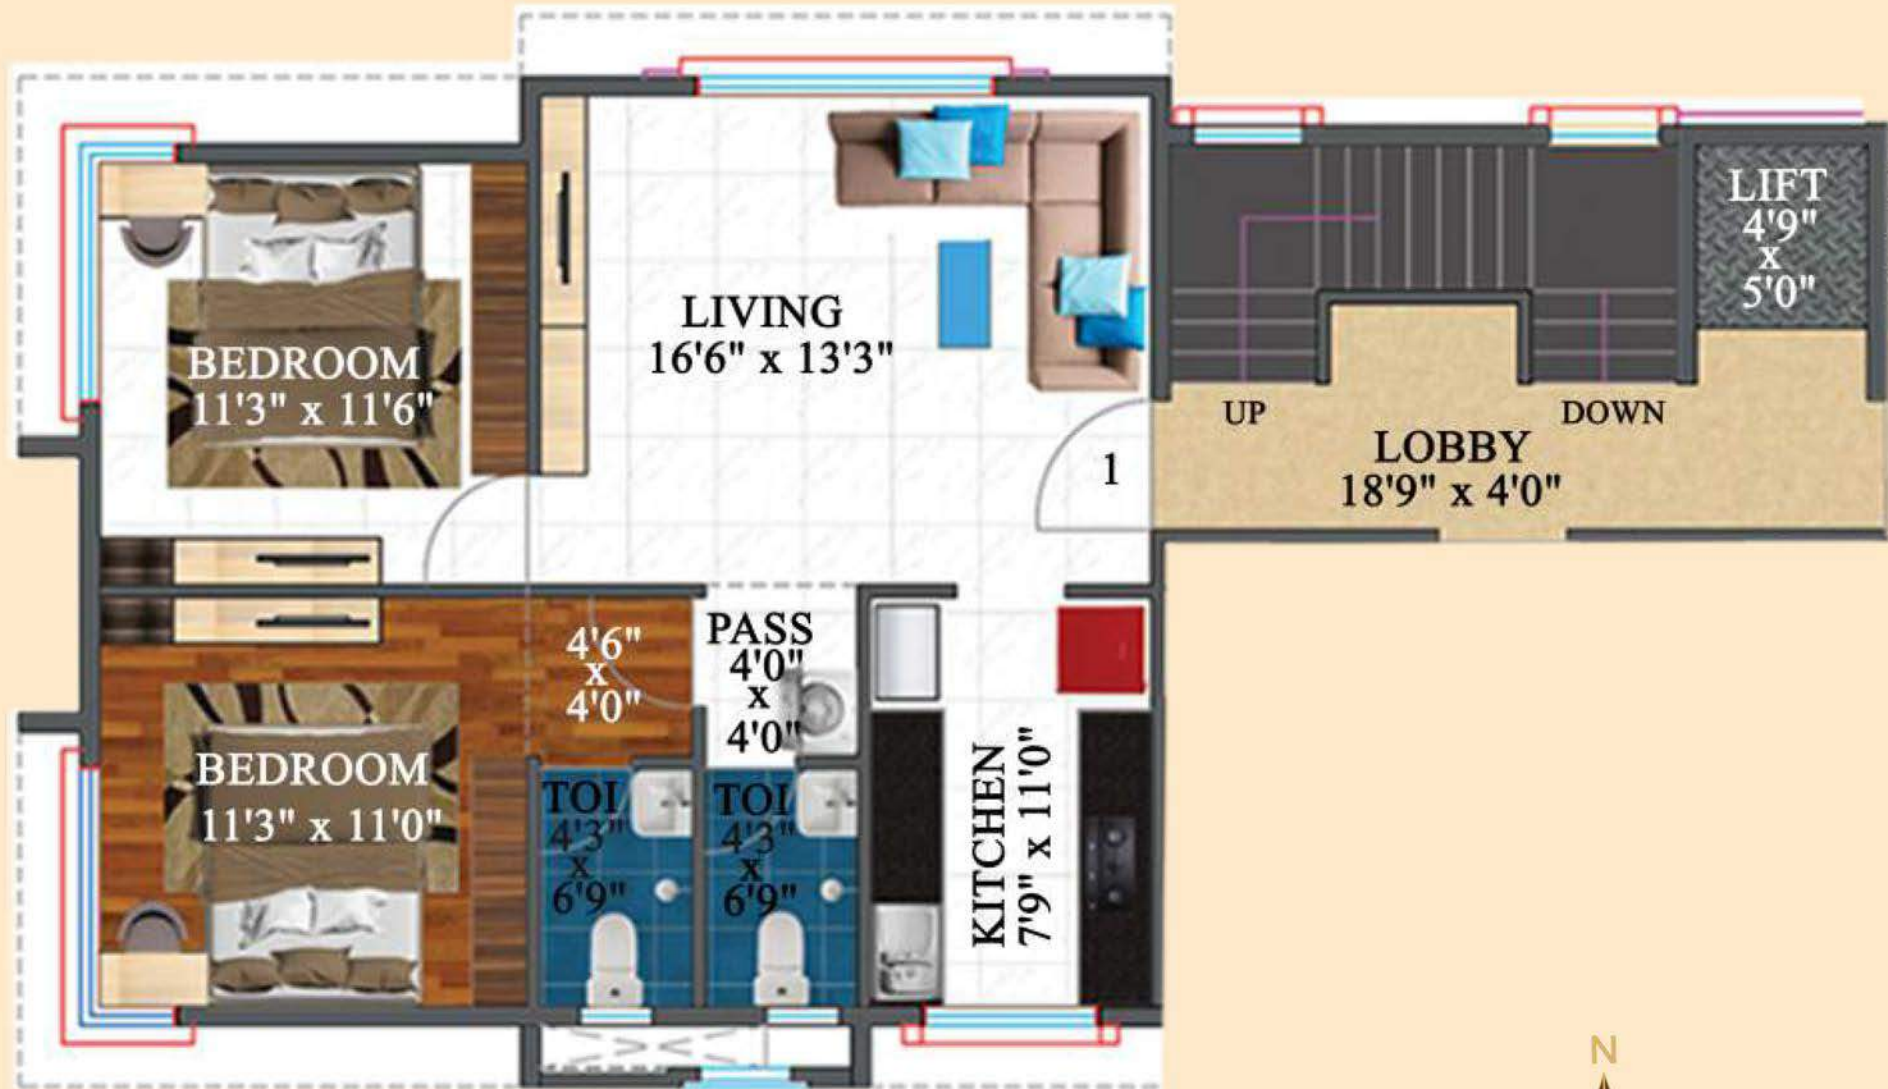 LIFT
4'9"
x
5'0"
LIVING
16'6" x 13'3"
BEDROOM
11'3" x 11'6"
UP
DOWN
LOBBY
18'9" x 4'0"
1
4'6"
x
4'0"
PASS
4'0"
x
4'0"
BEDROOM
11'3" x 11'0"
TOI
4'3"
x
6'9"
TOI
4'3"
x
6'9"
KITCHEN
7'9" x 11'0"
N